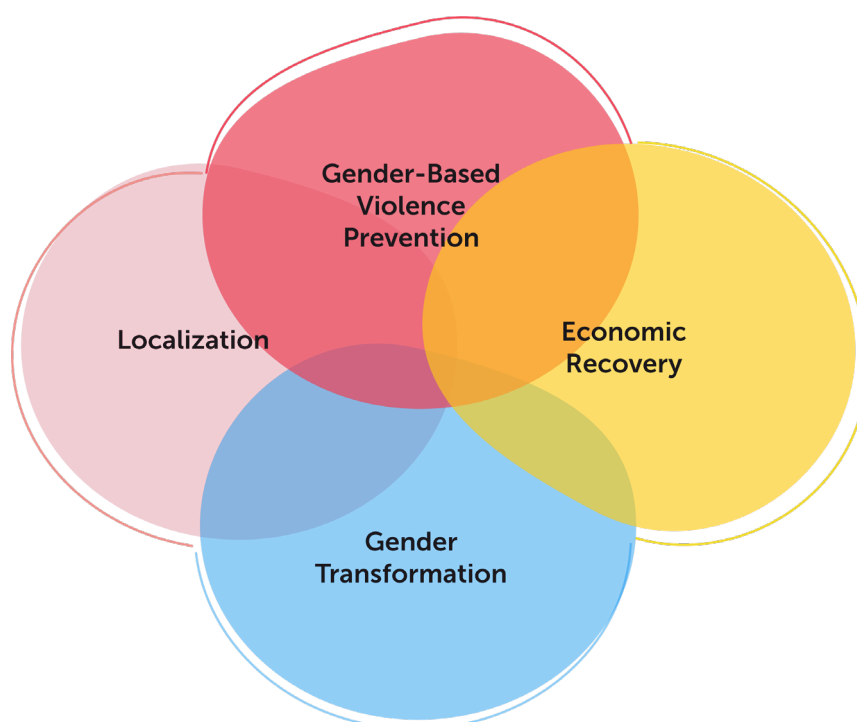 Gender-Based
Violence
Prevention
Localization
Economic
Recovery
Gender
Transformation